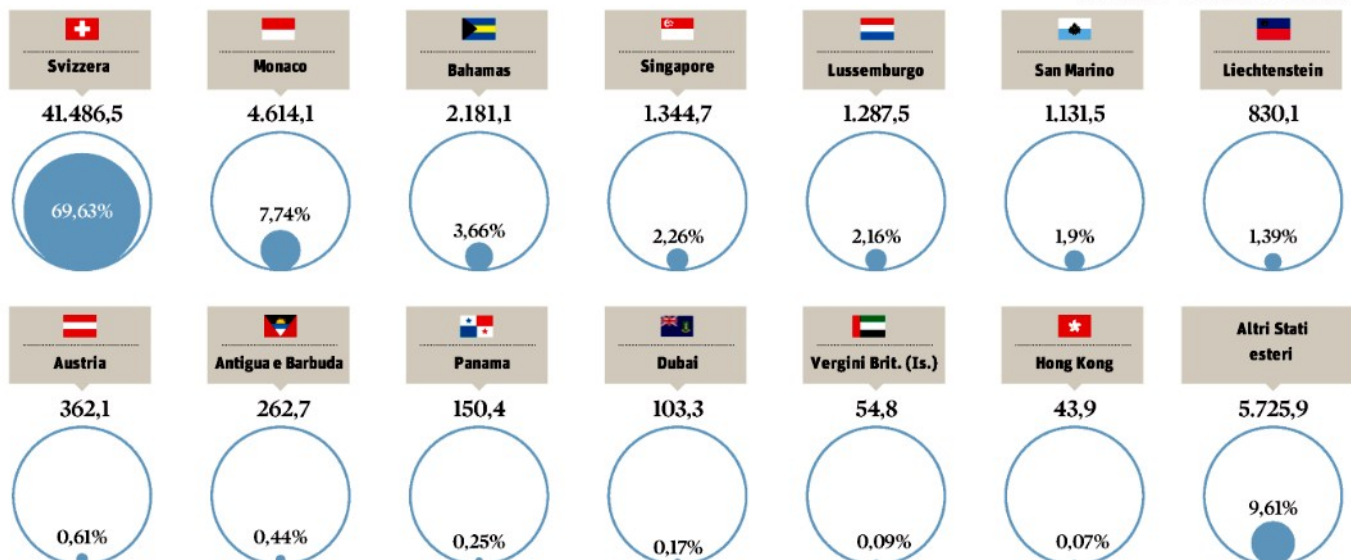 Svizzera
Monaco
Bahamas
Singapore
Lussemburgo
San Marino
Liechtenstein
41.486,5
4.614,1
2.181,1
1.344,7
1.287,5
1.131,5
830,1
69,63%
7,74%
3,66%
2,26%
2,16%
1,9%
1,39%
Austria
Antigua e Barbuda
Panama
Dubai
Vergini Brit. (Is.)
Hong Kong
Altri Stati
esteri
362,1
262,7
150,4
103,3
54,8
43,9
5.725,9
0,61%
0,44%
0,25%
0,17%
0,09%
0,07%
9,61%